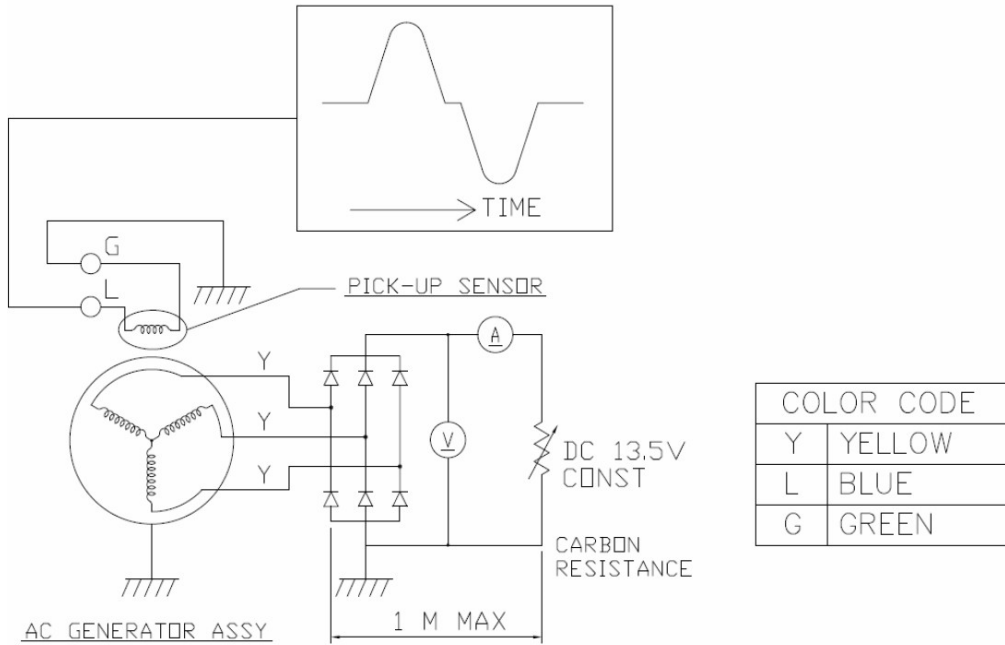 TIME
G
L
PICK-UP SENSOR
A
Y
Y
V
DC 13.5V
CONST
Y
CARBON
RESISTANCE
1 M MAX
AC GENERATOR ASSY
COLOR CODE
Y YELLOW
L BLUE
G GREEN